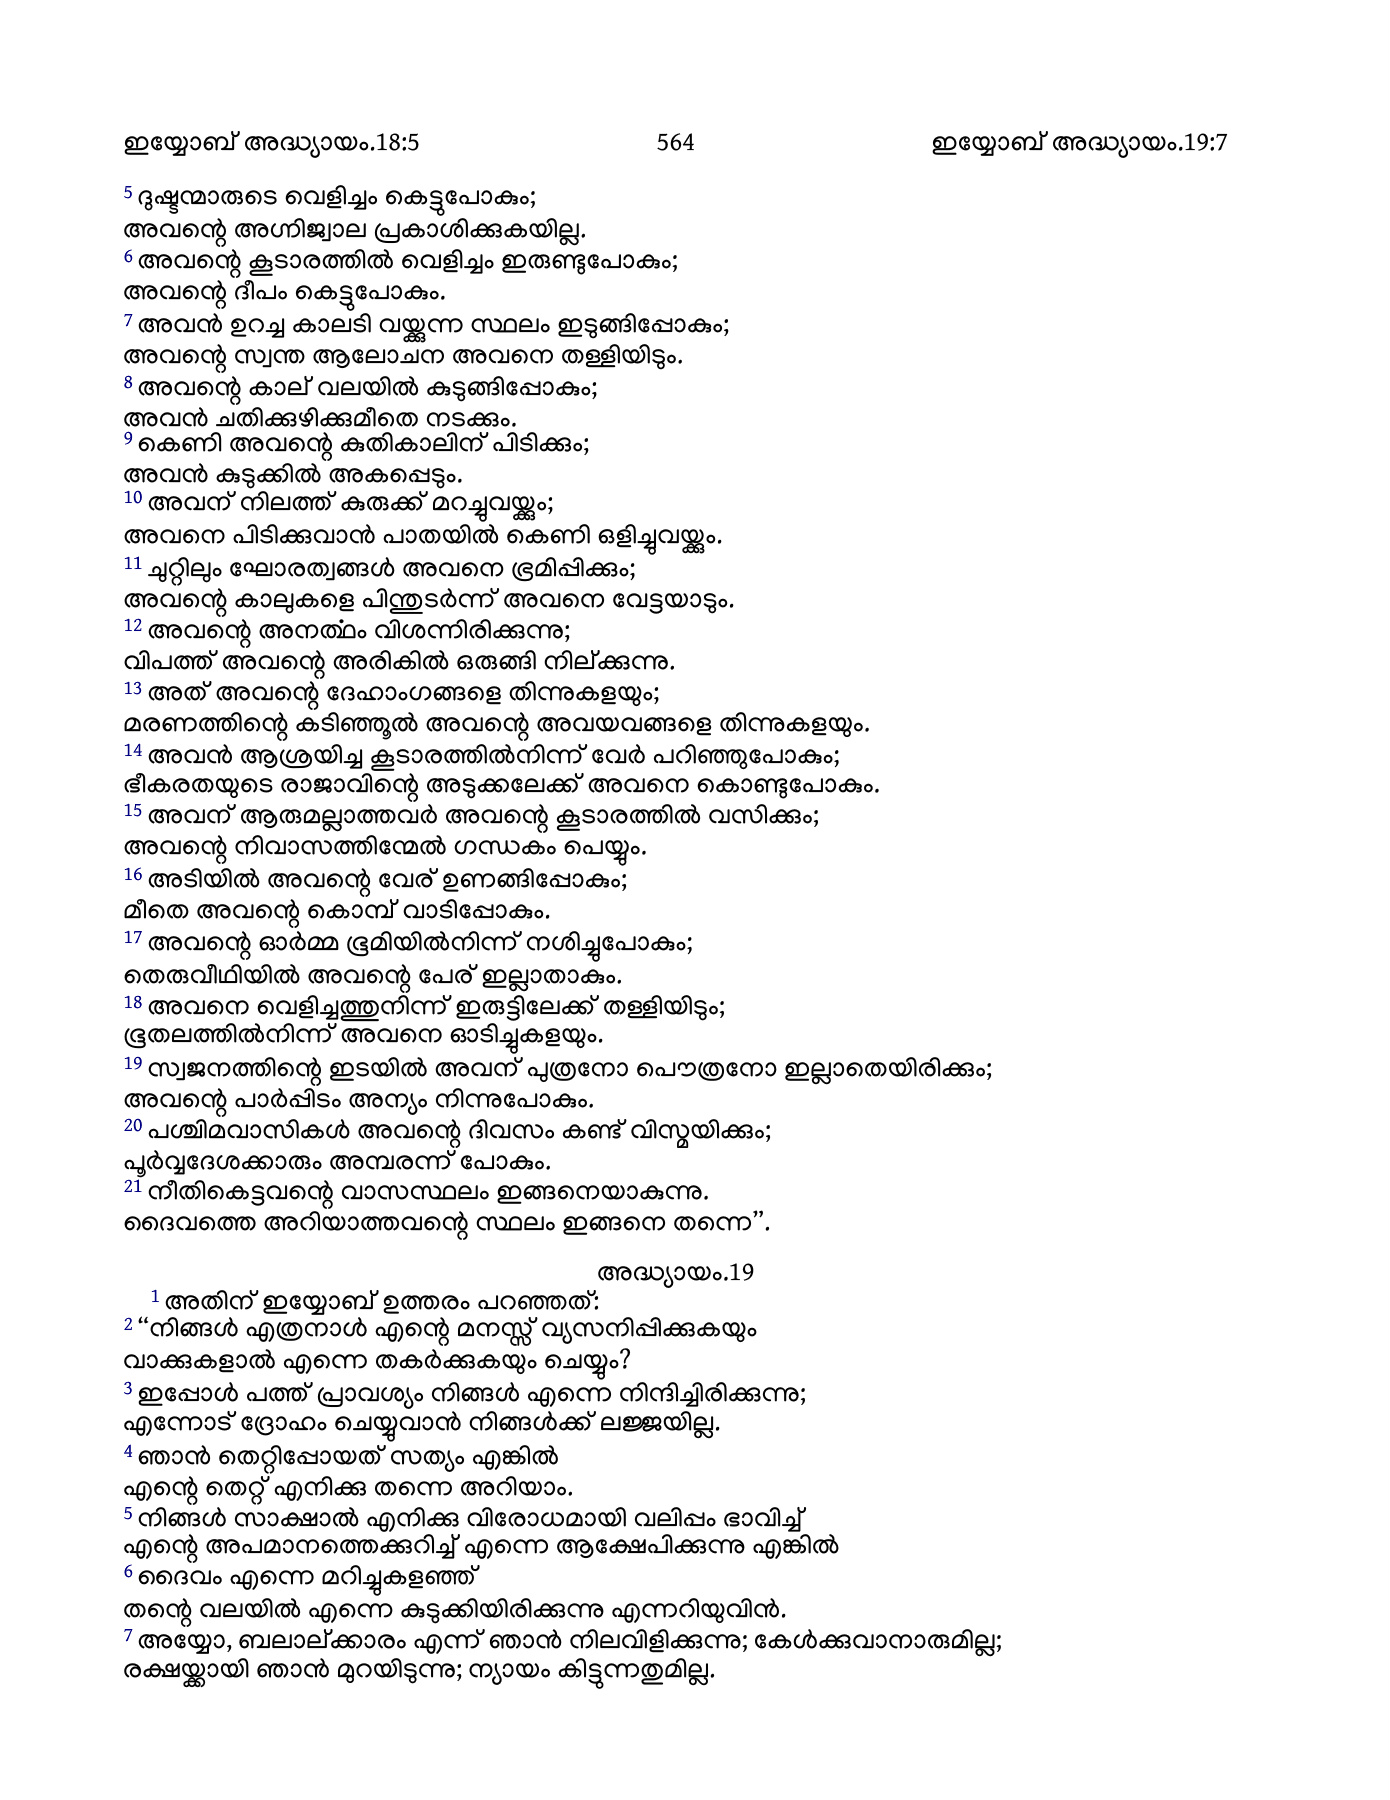 ഇയ്യോബ് അദ്ധ്യായം.18:5 564 ഇയ്യോബ് അദ്ധ്യായം.19:7
5 ദുഷ്ടന്മാരുടെ വെളിച്ചം കെട്ടുപോകും;
അവന്റെ അഗ്നിജ്വാല പ്രകാശിക്കുകയില്ല.
6 അവന്റെ കൂടാരത്തിൽ വെളിച്ചം ഇരുണ്ടുപോകും;
അവന്റെ ദീപം കെട്ടുപോകും.
7 അവൻ ഉറച്ച കാലടി വയ്ക്കുന്ന സ്ഥലം ഇടുങ്ങിപ്പോകും;
അവന്റെ സ്വന്ത ആലോചന അവനെ തള്ളിയിടും.
8 അവന്റെ കാല് വലയിൽ കുടുങ്ങിപ്പോകും;
അവൻ ചതിക്കുഴിക്കുമീതെ നടക്കും.
9 കെണി അവന്റെ കുതികാലിന് പിടിക്കും;
അവൻ കുടുക്കിൽ അകപ്പെടും.
10 അവന് നിലത്ത് കുരുക്ക് മറച്ചുവയ്ക്കും;
അവനെ പിടിക്കുവാൻ പാതയിൽ കെണി ഒളിച്ചുവയ്ക്കും.
11 ചുറ്റിലും ഘോരത്വങ്ങൾ അവനെ ഭ്രമിപ്പിക്കും;
അവന്റെ കാലുകളെ പിന്തുടർന്ന് അവനെ വേട്ടയാടും.
12 അവന്റെ അനർത്ഥം വിശന്നിരിക്കുന്നു;
വിപത്ത് അവന്റെ അരികിൽ ഒരുങ്ങി നില്ക്കുന്നു.
13 അത് അവന്റെ ദേഹാംഗങ്ങളെ തിന്നുകളയും;
മരണത്തിന്റെ കടിഞ്ഞൂൽ അവന്റെ അവയവങ്ങളെ തിന്നുകളയും.
14 അവൻ ആശ്രയിച്ച കൂടാരത്തിൽനിന്ന് വേർ പറിഞ്ഞുപോകും;
ഭീകരതയുടെ രാജാവിന്റെ അടുക്കലേക്ക് അവനെ കൊണ്ടുപോകും.
15 അവന് ആരുമല്ലാത്തവർ അവന്റെ കൂടാരത്തിൽ വസിക്കും;
അവന്റെ നിവാസത്തിന്മേൽ ഗന്ധകം പെയ്യും.
16 അടിയിൽ അവന്റെ വേര് ഉണങ്ങിപ്പോകും;
മീതെ അവന്റെ കൊമ്പ് വാടിപ്പോകും.
17 അവന്റെ ഓർമ്മ ഭൂമിയിൽനിന്ന് നശിച്ചുപോകും;
തെരുവീഥിയിൽ അവന്റെ പേര് ഇല്ലാതാകും.
18 അവനെ വെളിച്ചത്തുനിന്ന് ഇരുട്ടിലേക്ക് തള്ളിയിടും;
ഭൂതലത്തിൽനിന്ന് അവനെ ഓടിച്ചുകളയും.
19 സ്വജനത്തിന്റെ ഇടയിൽ അവന് പുത്രനോ പൌത്രനോ ഇല്ലാതെയിരിക്കും;
അവന്റെ പാർപ്പിടം അന്യം നിന്നുപോകും.
20 പശ്ചിമവാസികൾ അവന്റെ ദിവസം കണ്ട് വിസ്മയിക്കും;
പൂർവ്വദേശക്കാരും അമ്പരന്ന് പോകും.
21 നീതികെട്ടവന്റെ വാസസ്ഥലം ഇങ്ങനെയാകുന്നു.
ദൈവത്തെ അറിയാത്തവന്റെ സ്ഥലം ഇങ്ങനെ തന്നെ”.
അദ്ധ്യായം.19
1 അതിന് ഇയ്യോബ് ഉത്തരം പറഞ്ഞത്:
2 “നിങ്ങൾ എത്രനാൾ എന്റെ മനസ്സ് വ്യസനിപ്പിക്കുകയും
വാക്കുകളാൽ എന്നെ തകർക്കുകയും ചെയ്യും?
3 ഇപ്പോൾ പത്ത് പ്രാവശ്യം നിങ്ങൾ എന്നെ നിന്ദിച്ചിരിക്കുന്നു;
എന്നോട് ദ്രോഹം ചെയ്യുവാൻ നിങ്ങൾക്ക് ലജ്ജയില്ല.
4 ഞാൻ തെറ്റിപ്പോയത് സത്യം എങ്കിൽ
എന്റെ തെറ്റ് എനിക്കു തന്നെ അറിയാം.
5 നിങ്ങൾ സാക്ഷാൽ എനിക്കു വിരോധമായി വലിപ്പം ഭാവിച്ച്
എന്റെ അപമാനത്തെക്കുറിച്ച് എന്നെ ആക്ഷേപിക്കുന്നു എങ്കിൽ
6 ദൈവം എന്നെ മറിച്ചുകളഞ്ഞ്
തന്റെ വലയിൽ എന്നെ കുടുക്കിയിരിക്കുന്നു എന്നറിയുവിൻ.
7 അയ്യോ, ബലാല്ക്കാരം എന്ന് ഞാൻ നിലവിളിക്കുന്നു; കേൾക്കുവാനാരുമില്ല;
രക്ഷയ്ക്കായി ഞാൻ മുറയിടുന്നു; ന്യായം കിട്ടുന്നതുമില്ല.